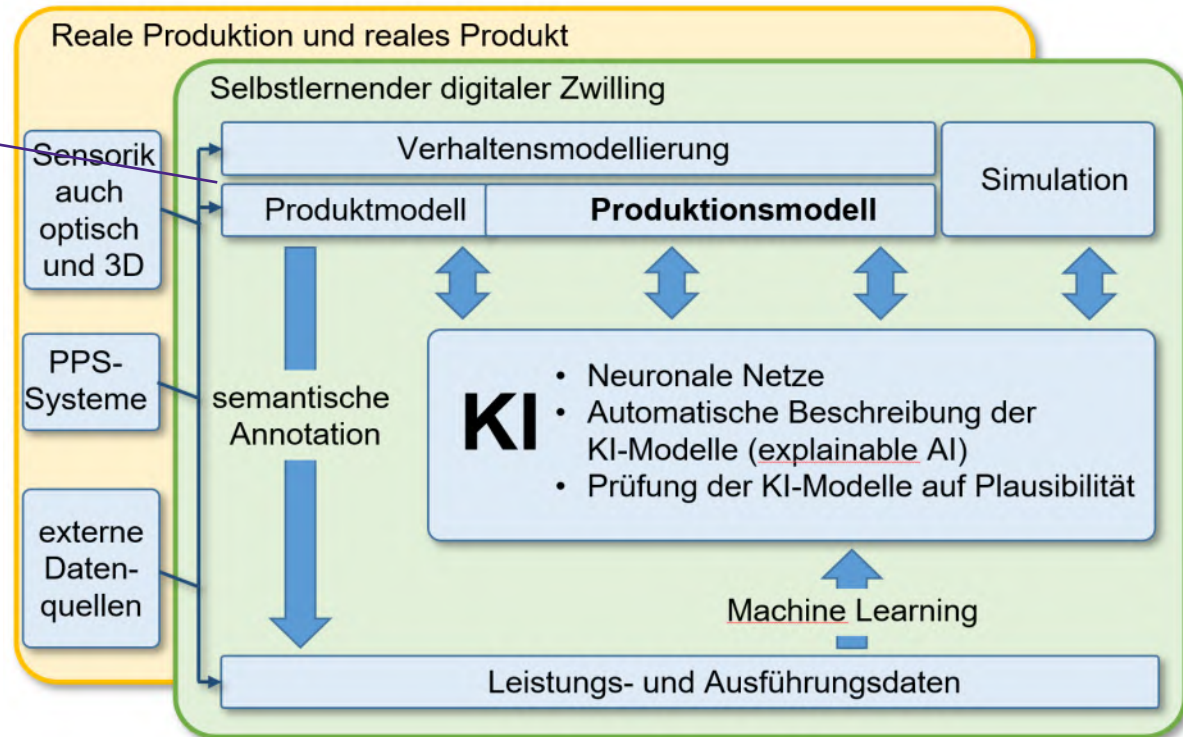 Reale Produktion und reales Produkt
Selbstlernender digitaler Zwilling
Sensorik
auch
optisch
und 3D
PPS-
Systeme
externe
Daten-
quellen
Verhaltensmodellierung
Produktmodell
Produktionsmodell
Simulation
semantische
Annotation
KI
• Neuronale Netze
• Automatische Beschreibung der
KI-Modelle (explainable AI)
• Prüfung der KI-Modelle auf Plausibilität
Machine Learning
Leistungs- und Ausführungsdaten